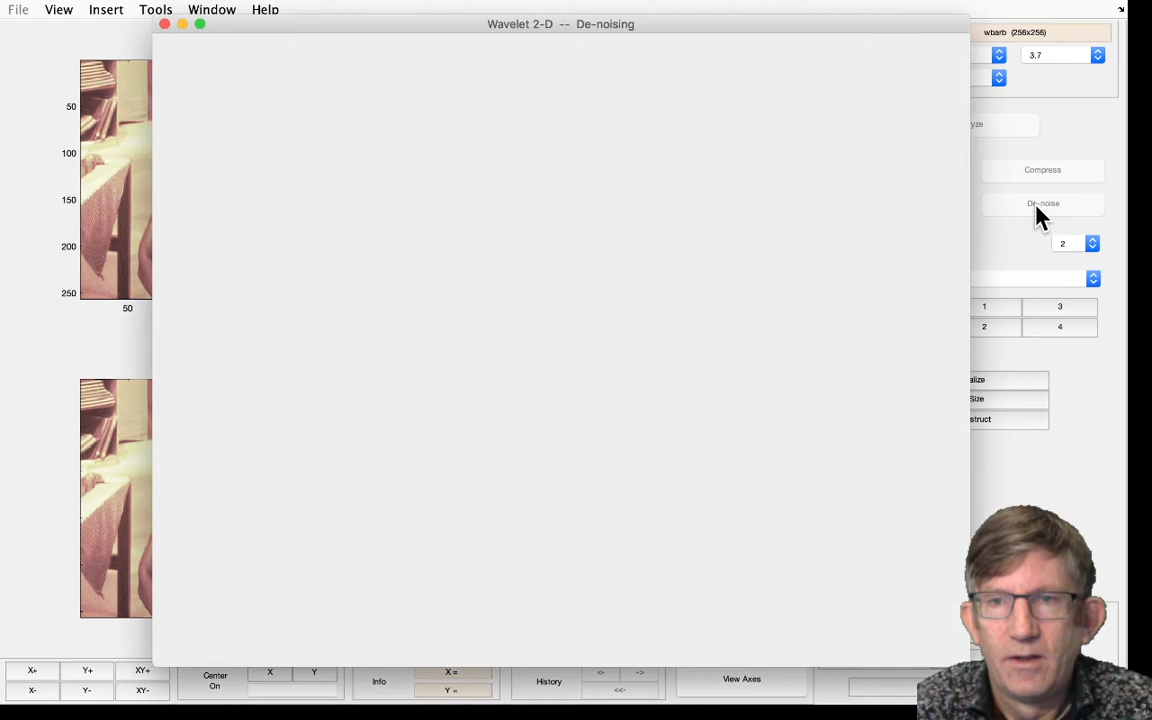 File View Insert Tools Window Help
Wavelet 2-D -- De-noising
wbarb (256x256)
3.7
yze
Compress
De-noise
2
1 3
2 4
alize
Size
struct
50
100
150
200
250
50
X+ Y+ XY+
X- Y- XY-
Center
On
X Y
Info
X =
Y =
History
<- ->
<<-
View Axes